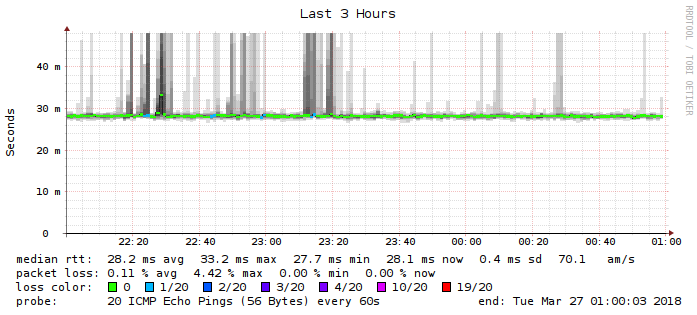 Last 3 Hours
RRDTOOL / TOBI OETIKER
Seconds
40 m
30 m
20 m
10 m
0
22:20 22:40 23:00 23:20 23:40 00:00 00:20 00:40 01:00
median rtt: 28.2 ms avg 33.2 ms max 27.7 ms min 28.1 ms now 0.4 ms sd 70.1 am/s
packet loss: 0.11 % avg 4.42 % max 0.00 % min 0.00 % now
loss color: 0 1/20 2/20 3/20 4/20 10/20 19/20
probe: 20 ICMP Echo Pings (56 Bytes) every 60s end: Tue Mar 27 01:00:03 2018